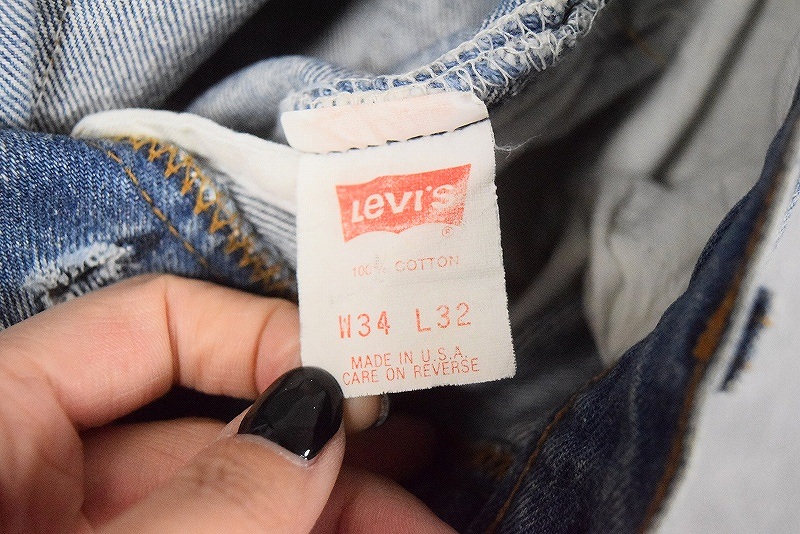 Levi's
®
100% COTTON
W34 L32
MADE IN U.S.A.
CARE ON REVERSE